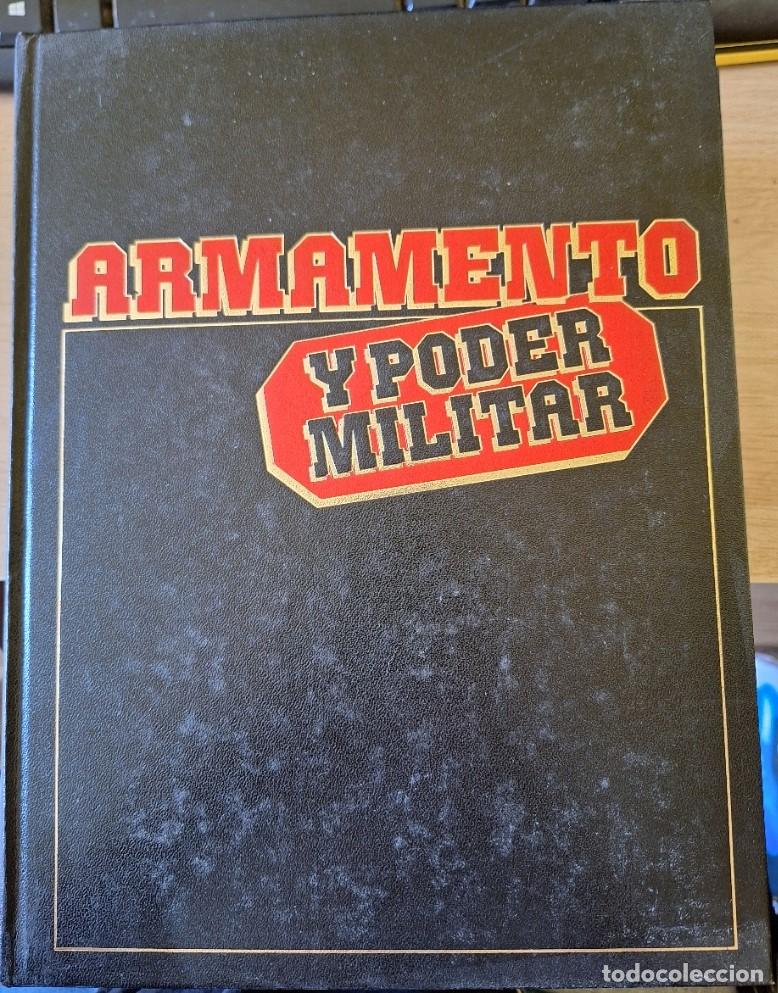 ARMAMENTO
Y PODER
MILITAR
todocoleccion